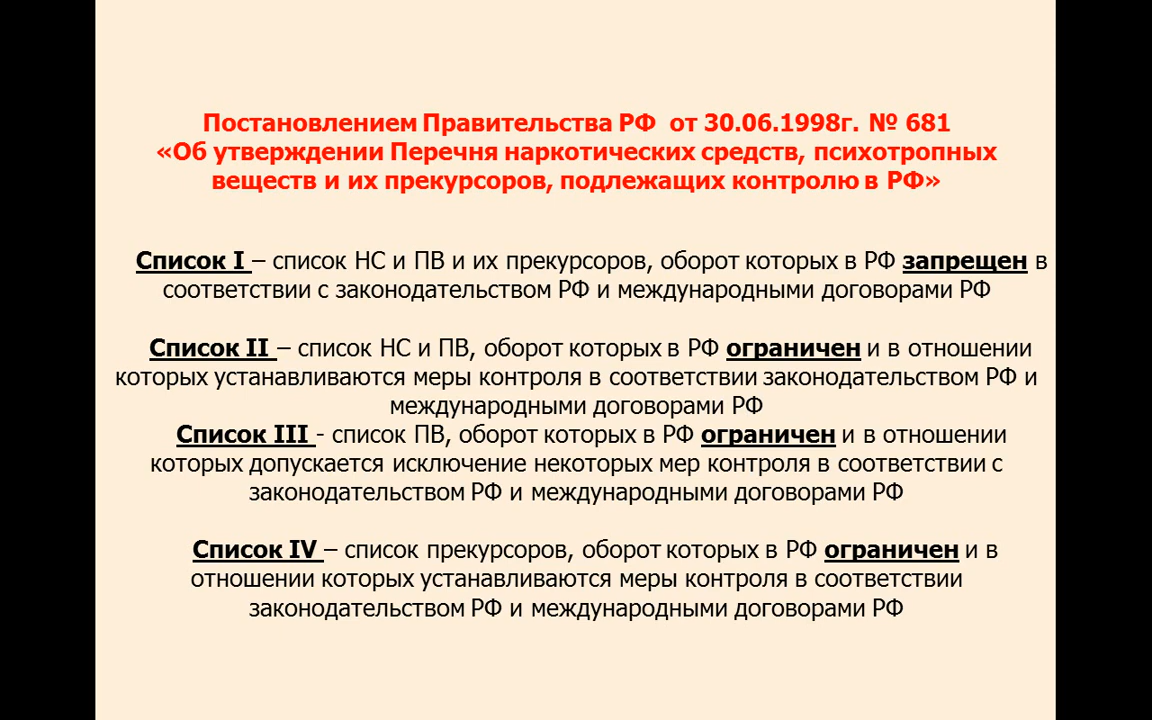 Постановлением Правительства РФ от 30.06.1998г. № 681
«Об утверждении Перечня наркотических средств, психотропных
веществ и их прекурсоров, подлежащих контролю в РФ»
Список I – список НС и ПВ и их прекурсоров, оборот которых в РФ запрещен в
соответствии с законодательством РФ и международными договорами РФ
Список II – список НС и ПВ, оборот которых в РФ ограничен и в отношении
которых устанавливаются меры контроля в соответствии законодательством РФ и
международными договорами РФ
Список III - список ПВ, оборот которых в РФ ограничен и в отношении
которых допускается исключение некоторых мер контроля в соответствии с
законодательством РФ и международными договорами РФ
Список IV – список прекурсоров, оборот которых в РФ ограничен и в
отношении которых устанавливаются меры контроля в соответствии
законодательством РФ и международными договорами РФ